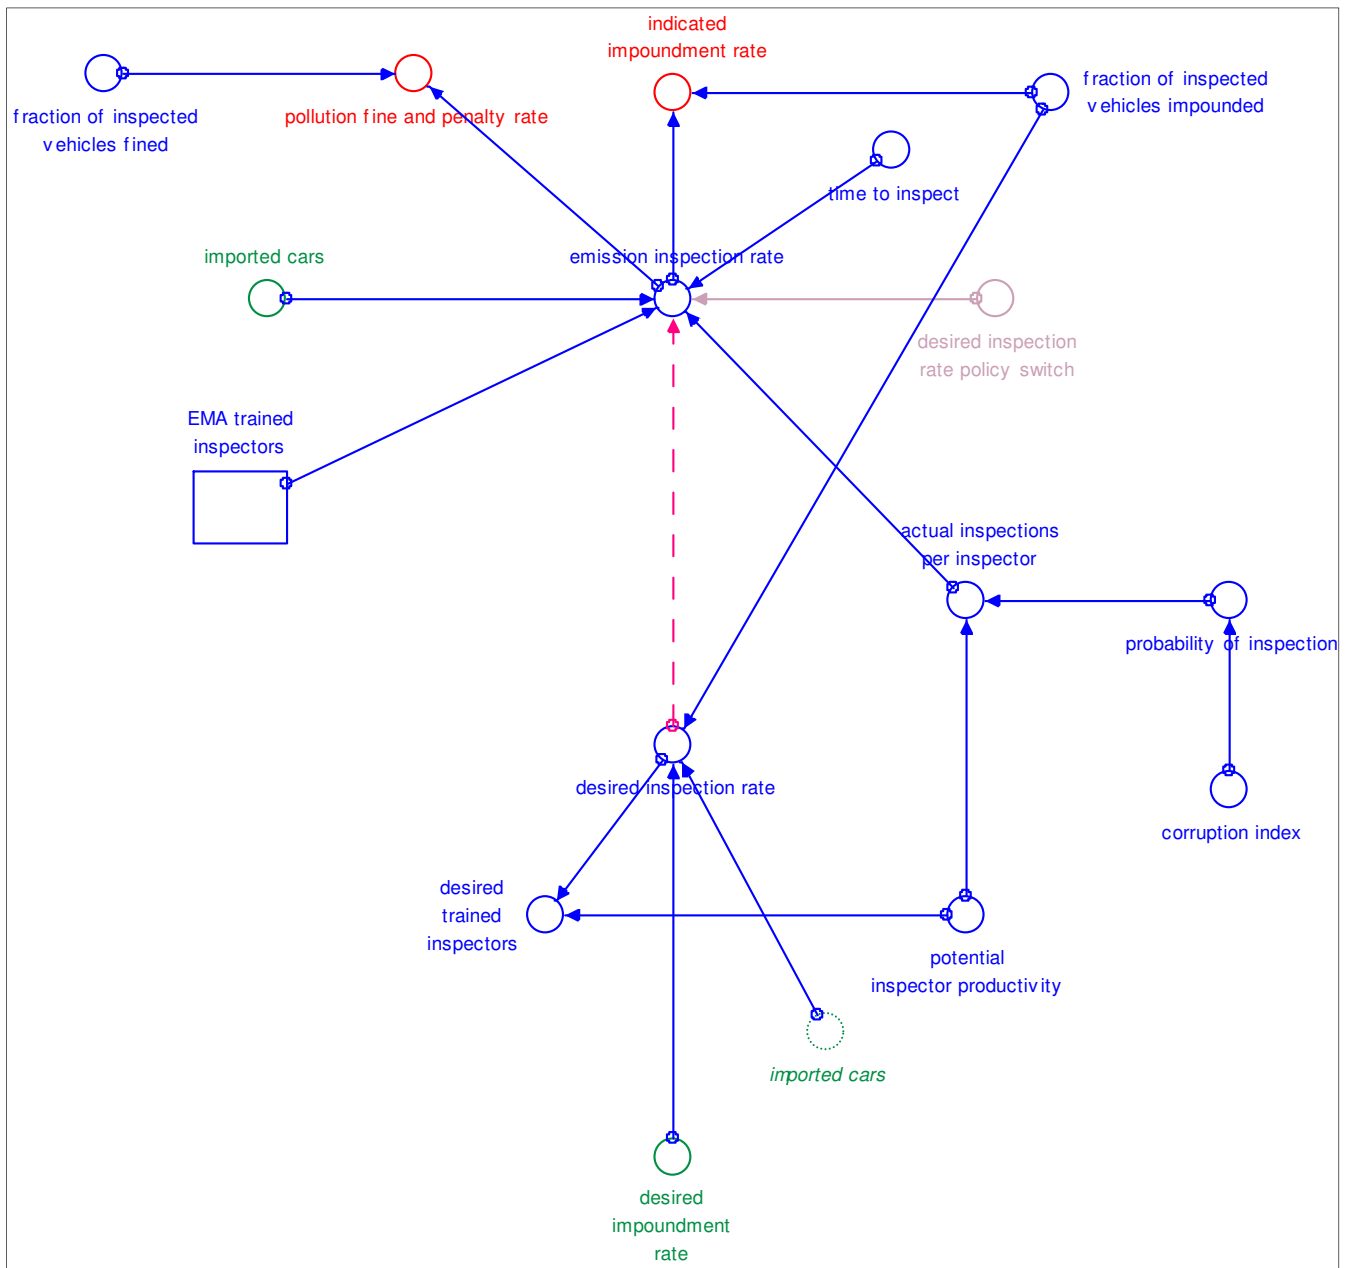 indicated
impoundment rate
fraction of inspected
vehicles impounded
fraction of inspected
vehicles fined
pollution fine and penalty rate
time to inspect
imported cars
emission inspection rate
desired inspection
rate policy switch
EMA trained
inspectors
actual inspections
per inspector
probability of inspection
desired inspection rate
corruption index
desired
trained
inspectors
potential
inspector productivity
imported cars
desired
impoundment
rate